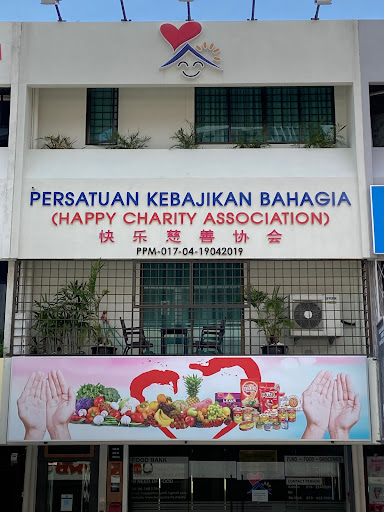 PERSATUAN KEBAJIKAN BAHAGIA
(HAPPY CHARITY ASSOCIATION)
快乐慈善协会
PPM-017-04-19042019
FOOD BANK